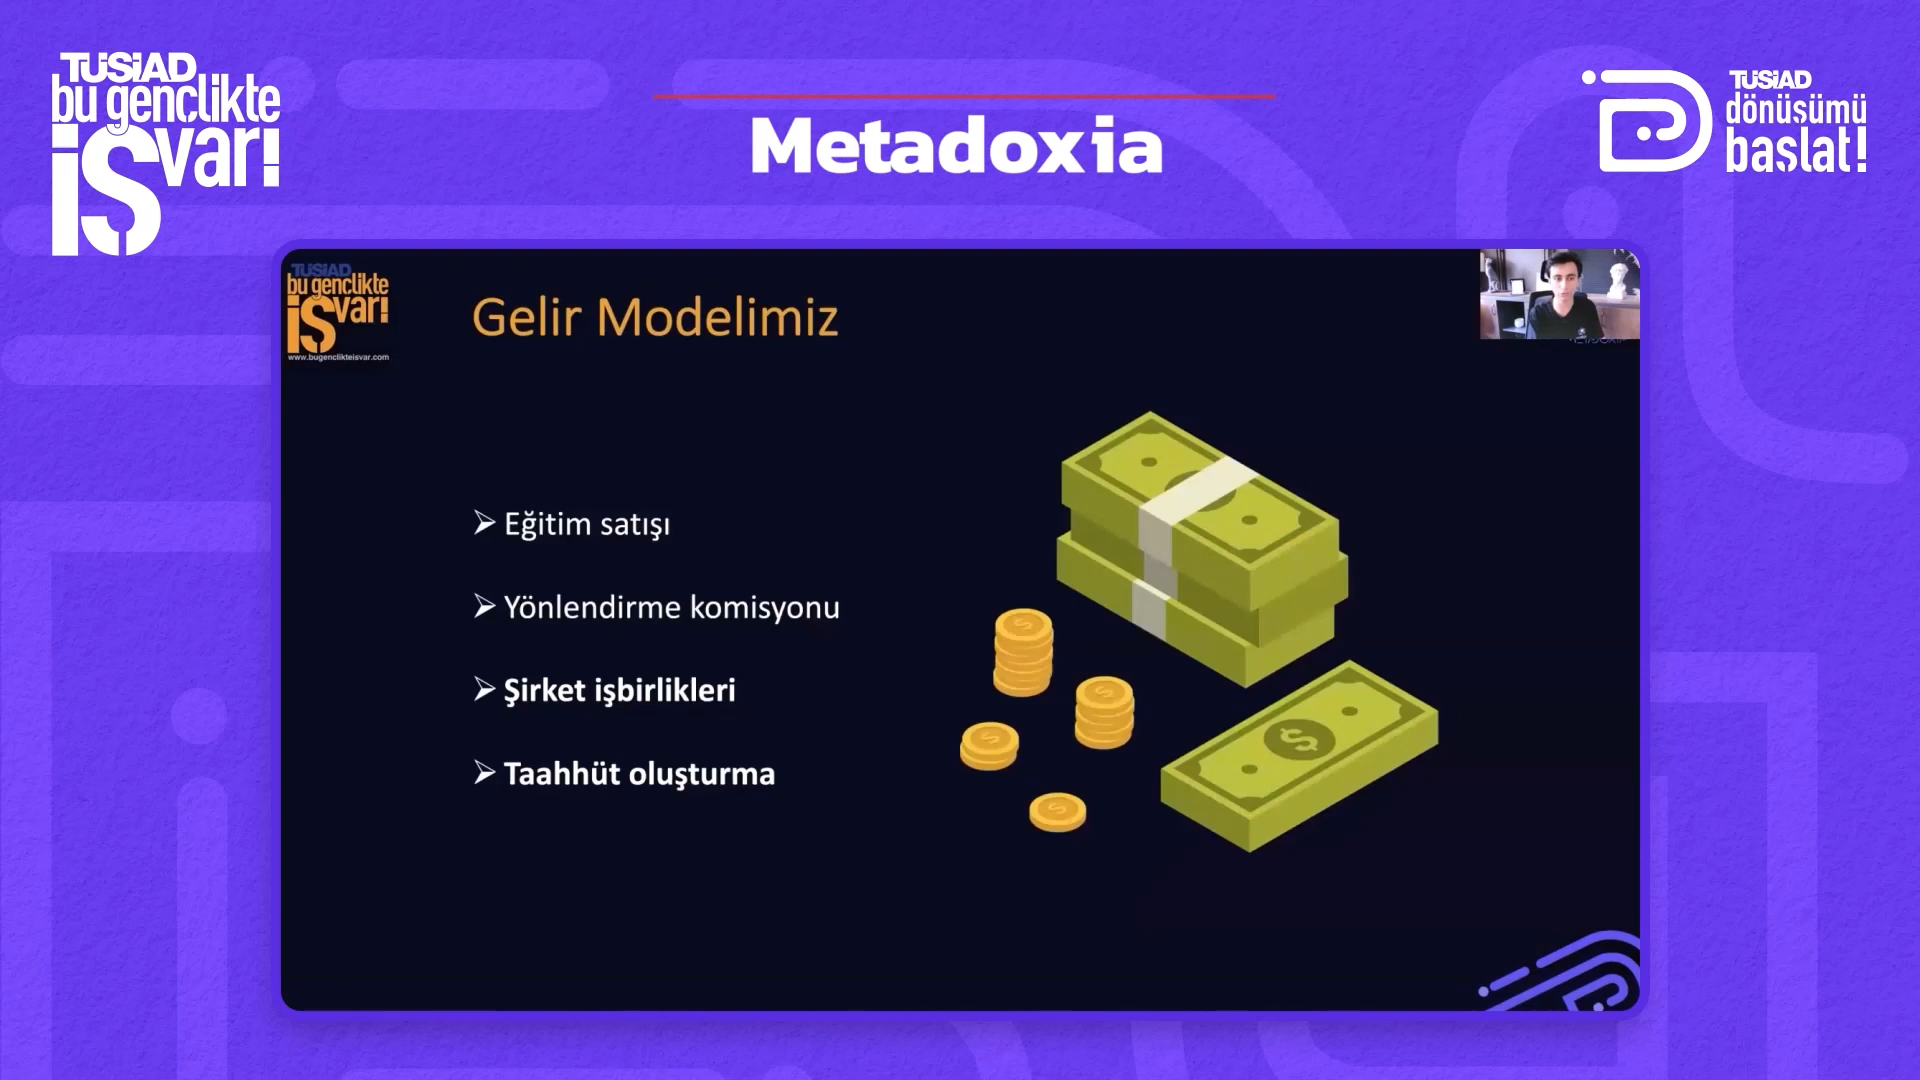 TÜSİAD
bu gençlikte
iş var!
Metadoxia
TÜSİAD
dönüşümü
başlat!
TÜSİAD
bu gençlikte
iş var!
www.bugenclikteisvar.com
Gelir Modelimiz
Eğitim satışı
Yönlendirme komisyonu
Şirket işbirlikleri
Taahhüt oluşturma